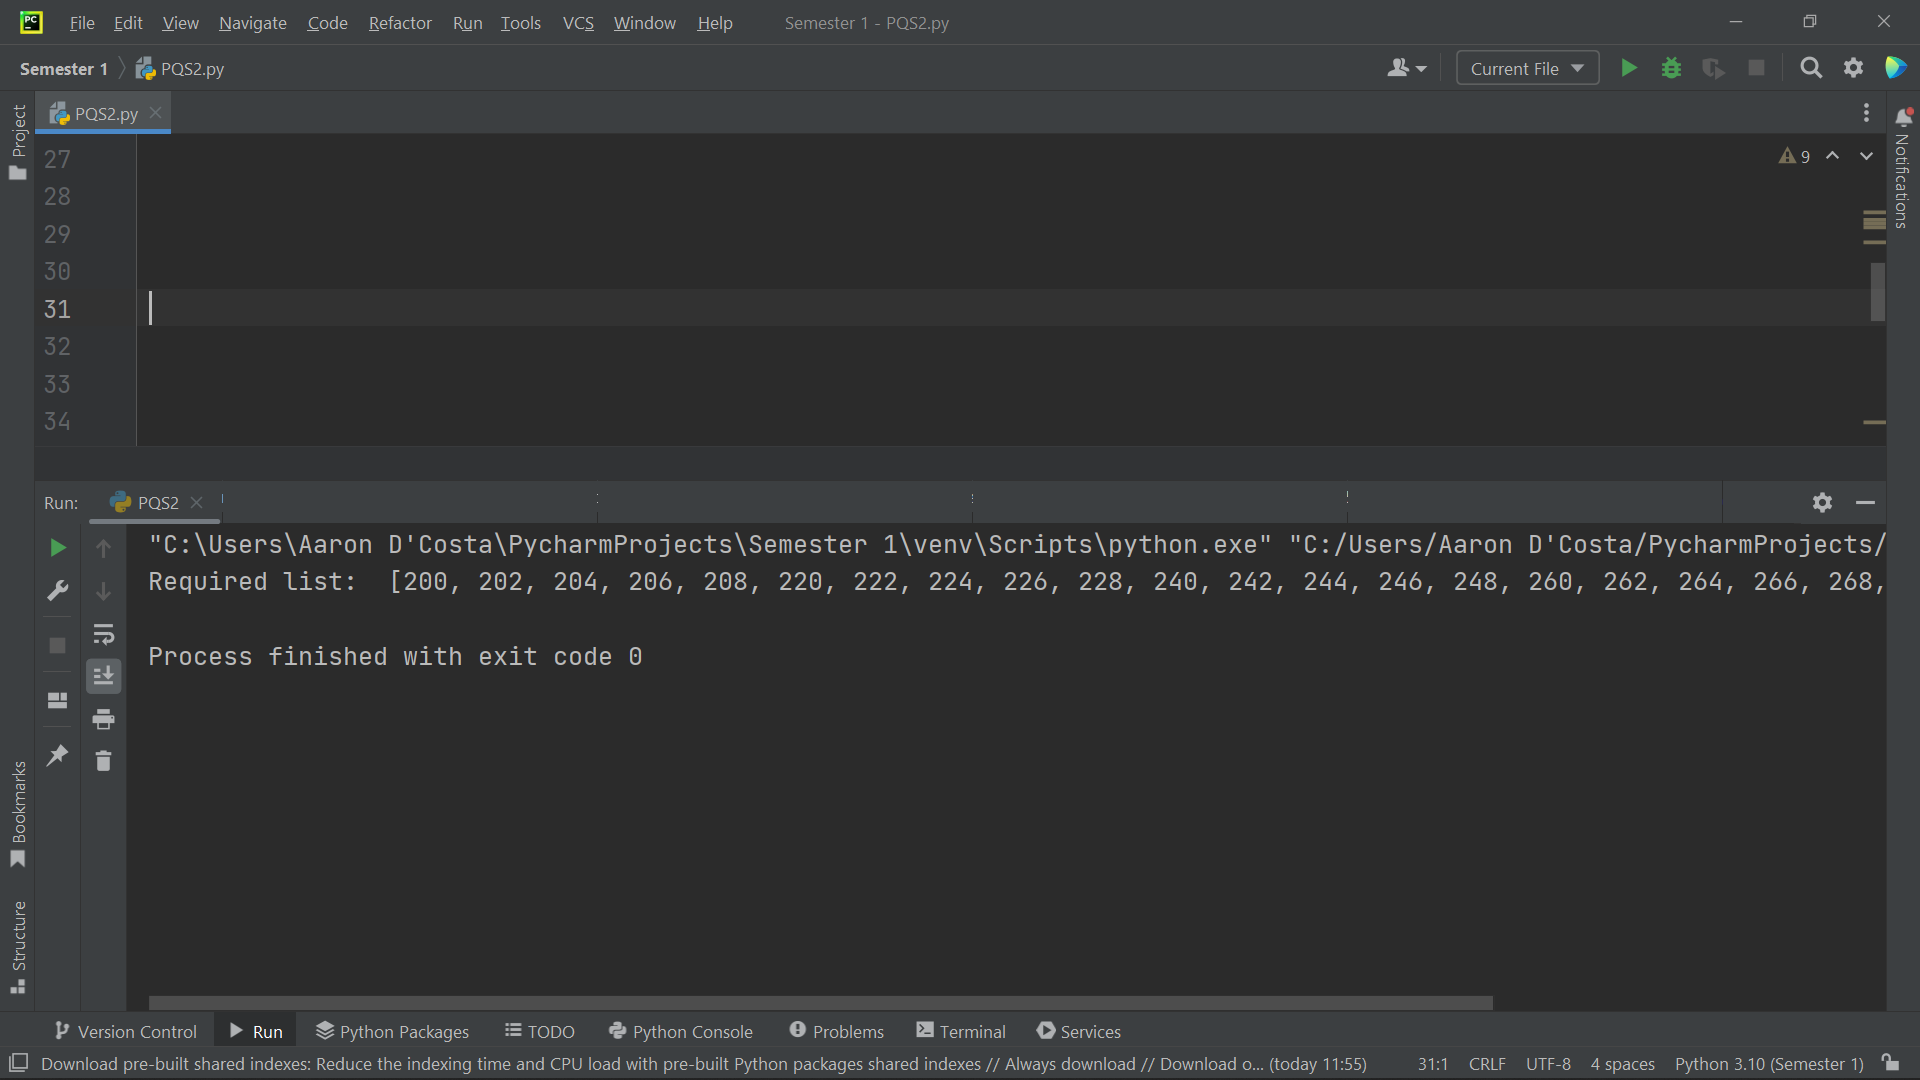 File Edit View Navigate Code Refactor Run Tools VCS Window Help Semester 1 - PQS2.py
Semester 1 PQS2.py Current File
PQS2.py
Project
Notifications
27
28
29
30
31
32
33
34
9
Run: PQS2
"C:\Users\Aaron D'Costa\PycharmProjects\Semester 1\venv\Scripts\python.exe" "C:/Users/Aaron D'Costa/PycharmProjects/
Required list:  [200, 202, 204, 206, 208, 220, 222, 224, 226, 228, 240, 242, 244, 246, 248, 260, 262, 264, 266, 268,
Process finished with exit code 0
Bookmarks
Structure
Version Control Run Python Packages TODO Python Console Problems Terminal Services
Download pre-built shared indexes: Reduce the indexing time and CPU load with pre-built Python packages shared indexes // Always download // Download o... (today 11:55) 31:1 CRLF UTF-8 4 spaces Python 3.10 (Semester 1)